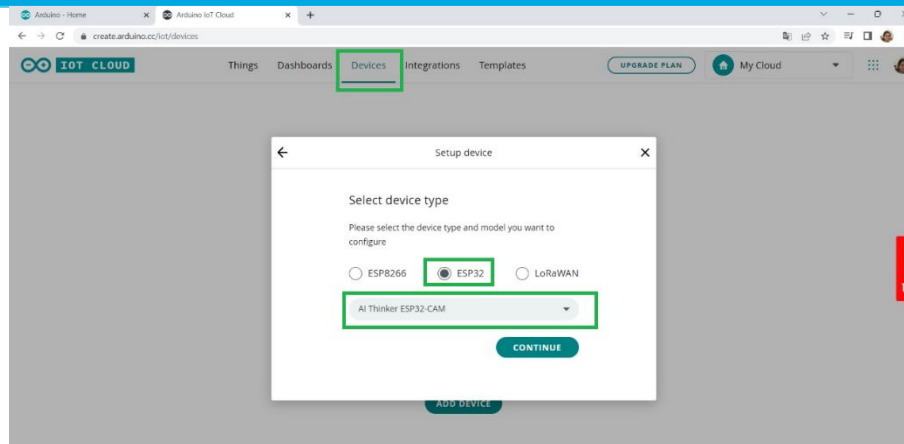 Arduino - Home
Arduino IoT Cloud
create.arduino.cc/iot/devices
IOT CLOUD
Things Dashboards Devices Integrations Templates UPGRADE PLAN My Cloud
Setup device
Select device type
Please select the device type and model you want to
configure
ESP8266 ESP32 LoRaWAN
AI Thinker ESP32-CAM
CONTINUE
ADD DEVICE